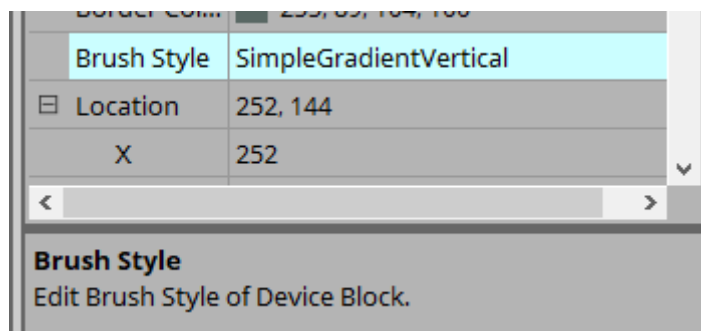 Brush Style SimpleGradientVertical
Location 252, 144
X 252
Brush Style
Edit Brush Style of Device Block.